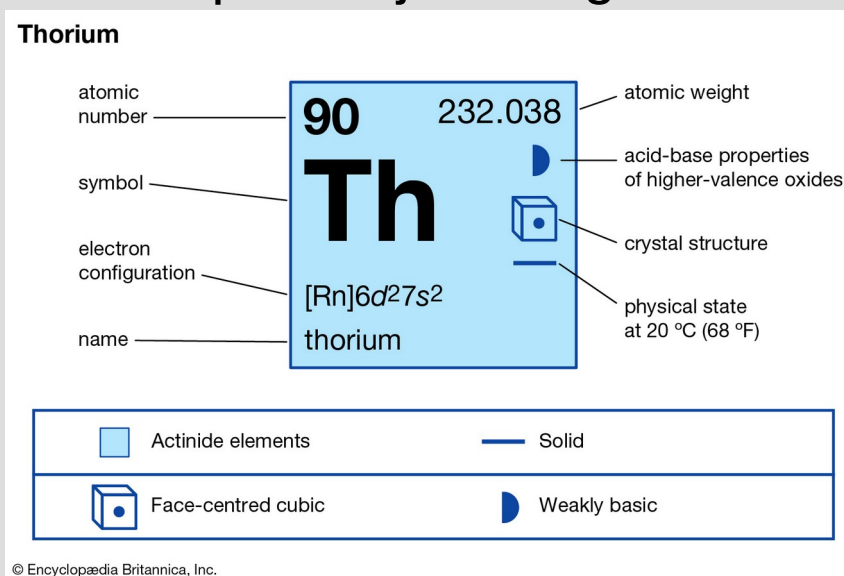 Thorium
atomic
number
symbol
electron
configuration
name
90
232.038
Th
[Rn]6d27s2
thorium
atomic weight
acid-base properties
of higher-valence oxides
crystal structure
physical state
at 20 ºC (68 ºF)
Actinide elements
Solid
Face-centred cubic
Weakly basic
© Encyclopædia Britannica, Inc.